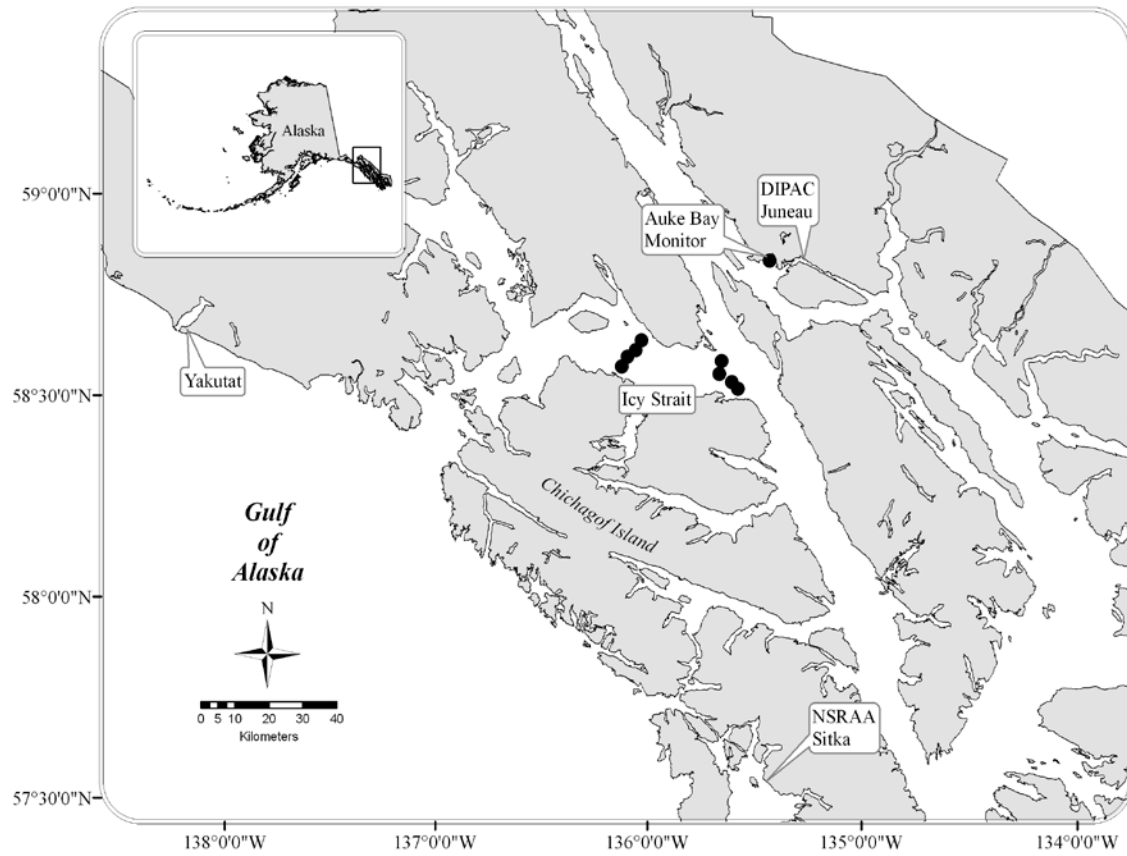 Alaska
59°0'0"N
DIPAC
Juneau
Auke Bay
Monitor
Yakutat
58°30'0"N
Icy Strait
Chichagof Island
Gulf
of
Alaska
58°0'0"N
N
0 5 10 20 30 40
Kilometers
NSRAA
Sitka
57°30'0"N
138°0'0"W 137°0'0"W 136°0'0"W 135°0'0"W 134°0'0"W